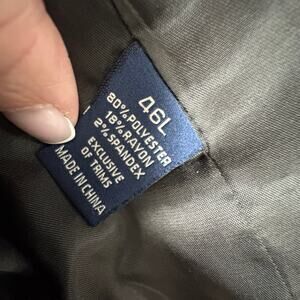 46L
80% POLYESTER
18% RAYON
2% SPANDEX
EXCLUSIVE
OF TRIMS
MADE IN CHINA